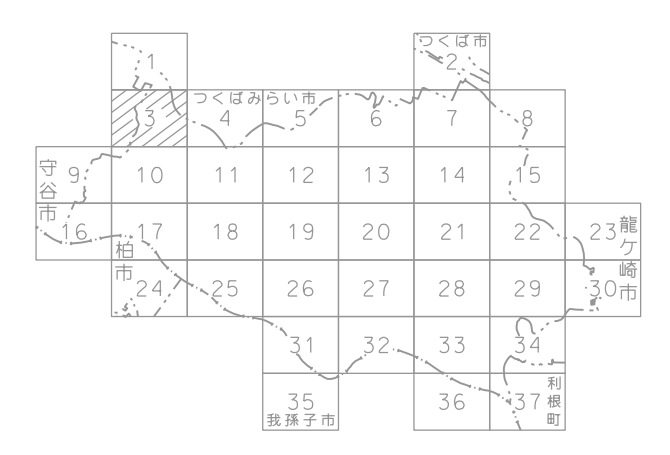 つくば市
1 2
つくばみらい市
3 4 5 6 7 8
守谷市
9 10 11 12 13 14 15
16 17 18 19 20 21 22 23
柏市
龍ケ崎市
24 25 26 27 28 29 30
31 32 33 34
35 36 37
我孫子市
利根町